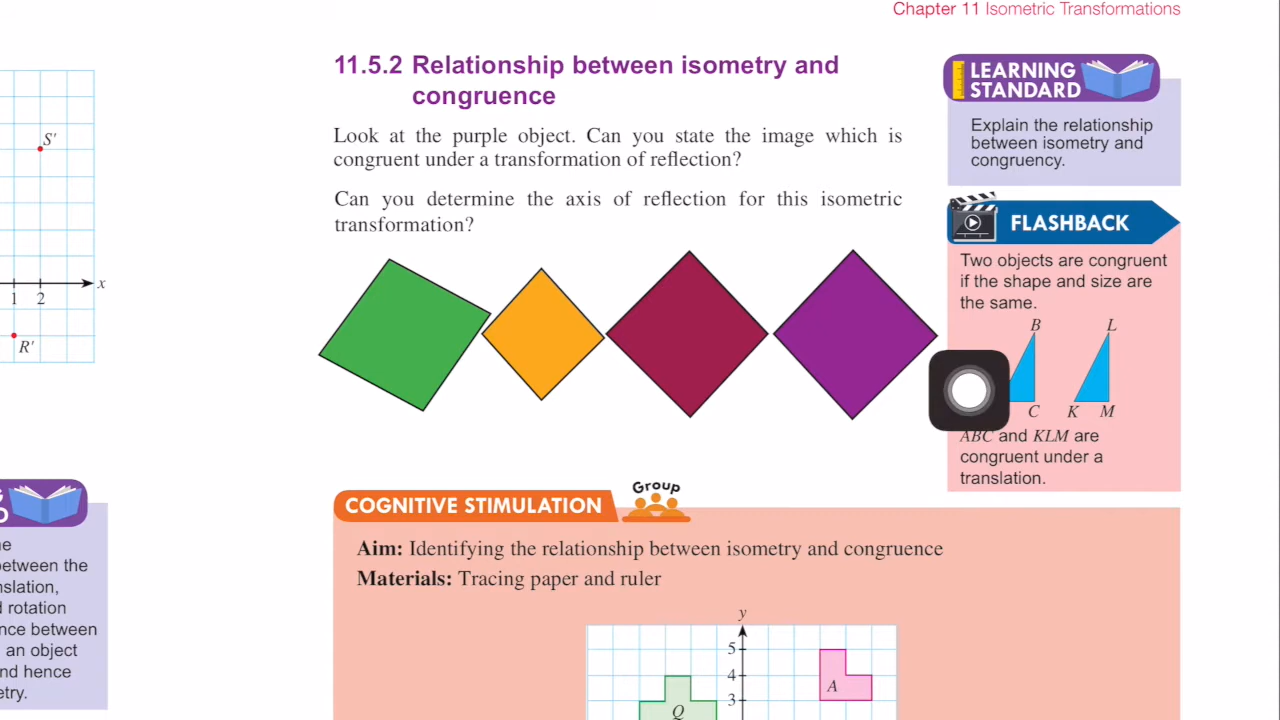 Chapter 11 Isometric Transformations
11.5.2 Relationship between isometry and
congruence
Look at the purple object. Can you state the image which is
congruent under a transformation of reflection?
Can you determine the axis of reflection for this isometric
transformation?
LEARNING
STANDARD
Explain the relationship
between isometry and
congruency.
FLASHBACK
Two objects are congruent
if the shape and size are
the same.
B L
C K M
ABC and KLM are
congruent under a
translation.
S'
x
1 2
R'
between the
rotation
between
an object
hence
COGNITIVE STIMULATION
Group
Aim: Identifying the relationship between isometry and congruence
Materials: Tracing paper and ruler
y
5
4
3
A
Q